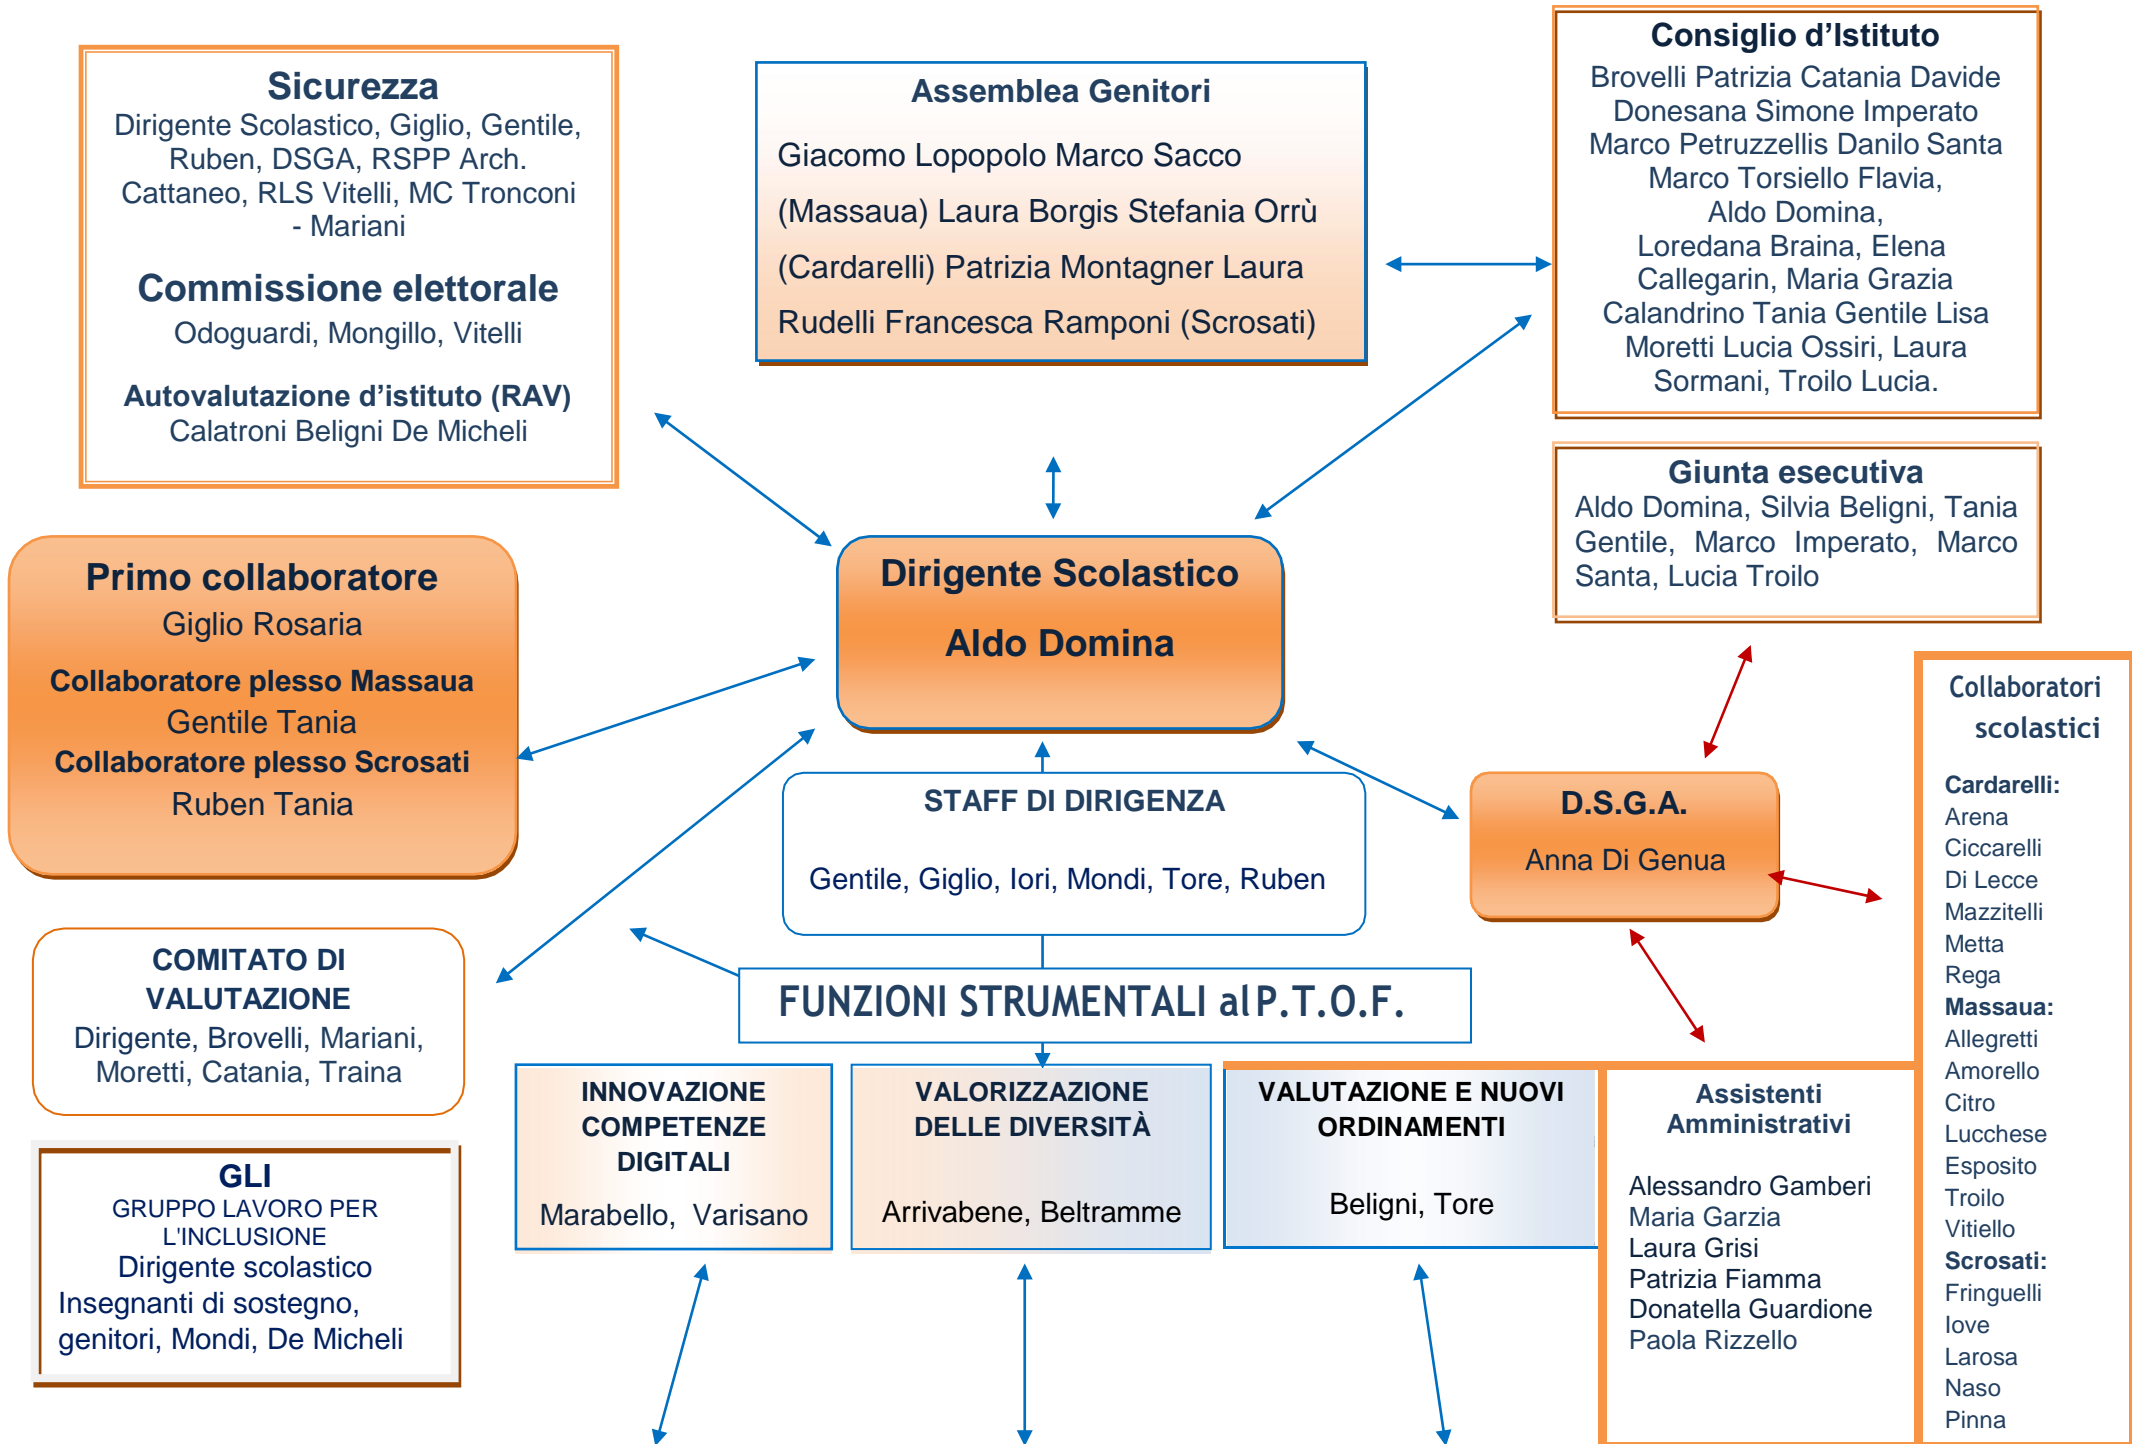 Sicurezza
Dirigente Scolastico, Giglio, Gentile,
Ruben, DSGA, RSPP Arch.
Cattaneo, RLS Vitelli, MC Tronconi
- Mariani
Commissione elettorale
Odoguardi, Mongillo, Vitelli
Autovalutazione d'istituto (RAV)
Calatroni Beligni De Micheli
Assemblea Genitori
Giacomo Lopopolo Marco Sacco
(Massaua) Laura Borgis Stefania Orrù
(Cardarelli) Patrizia Montagner Laura
Rudelli Francesca Ramponi (Scrosati)
Consiglio d'Istituto
Brovelli Patrizia Catania Davide
Donesana Simone Imperato
Marco Petruzzellis Danilo Santa
Marco Torsiello Flavia,
Aldo Domina,
Loredana Braina, Elena
Callegarin, Maria Grazia
Calandrino Tania Gentile Lisa
Moretti Lucia Ossiri, Laura
Sormani, Troilo Lucia.
Giunta esecutiva
Aldo Domina, Silvia Beligni, Tania
Gentile, Marco Imperato, Marco
Santa, Lucia Troilo
Primo collaboratore
Giglio Rosaria
Collaboratore plesso Massaua
Gentile Tania
Collaboratore plesso Scrosati
Ruben Tania
Dirigente Scolastico
Aldo Domina
STAFF DI DIRIGENZA
Gentile, Giglio, Iori, Mondi, Tore, Ruben
D.S.G.A.
Anna Di Genua
Collaboratori
scolastici
Cardarelli:
Arena
Ciccarelli
Di Lecce
Mazzitelli
Metta
Rega
Massaua:
Allegretti
Amorello
Citro
Lucchese
Esposito
Troilo
Vitiello
Scrosati:
Fringuelli
Iove
Larosa
Naso
Pinna
COMITATO DI
VALUTAZIONE
Dirigente, Brovelli, Mariani,
Moretti, Catania, Traina
FUNZIONI STRUMENTALI al P.T.O.F.
GLI
GRUPPO LAVORO PER
L'INCLUSIONE
Dirigente scolastico
Insegnanti di sostegno,
genitori, Mondi, De Micheli
INNOVAZIONE
COMPETENZE
DIGITALI
Marabello, Varisano
VALORIZZAZIONE
DELLE DIVERSITÀ
Arrivabene, Beltramme
VALUTAZIONE E NUOVI
ORDINAMENTI
Beligni, Tore
Assistenti
Amministrativi
Alessandro Gamberi
Maria Garzia
Laura Grisi
Patrizia Fiamma
Donatella Guardione
Paola Rizzello